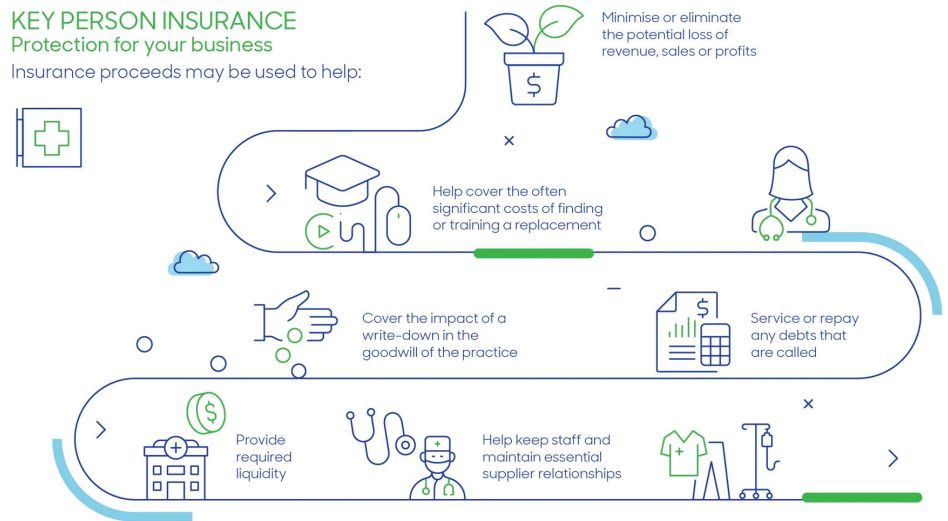 KEY PERSON INSURANCE
Protection for your business
Insurance proceeds may be used to help:
Minimise or eliminate
the potential loss of
revenue, sales or profits
$
Help cover the often
significant costs of finding
or training a replacement
Cover the impact of a
write-down in the
goodwill of the practice
$
Service or repay
any debts that
are called
$
Provide
required
liquidity
Help keep staff and
maintain essential
supplier relationships